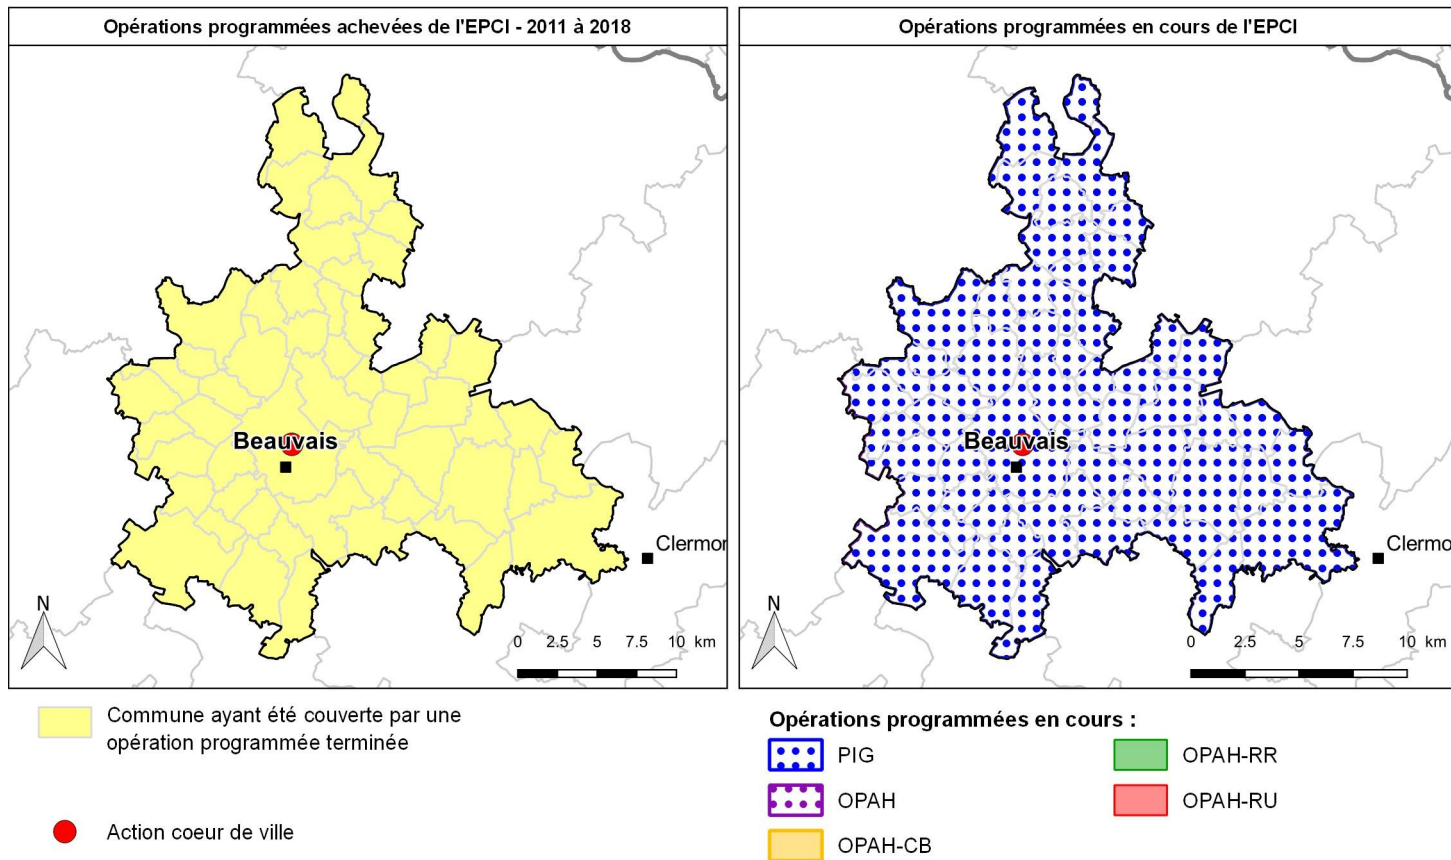 Opérations programmées achevées de l'EPCI - 2011 à 2018
Beauvais
Clermon
N
0 2.5 5 7.5 10 km
Commune ayant été couverte par une
opération programmée terminée
Action coeur de ville
Opérations programmées en cours de l'EPCI
Beauvais
Clermo
N
0 2.5 5 7.5 10 km
Opérations programmées en cours :
PIG
OPAH
OPAH-CB
OPAH-RR
OPAH-RU